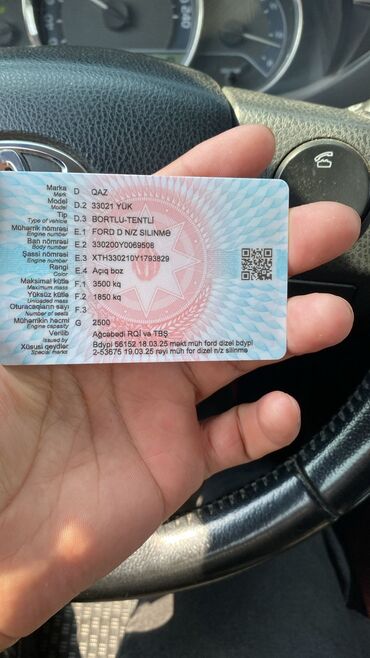 Marka D QAZ
Mark
Model D.2 33021 YÜK
Model
Tip D.3 BORTLU-TENTLİ
Type of vehicle
Mühərrik nömrəsi E.1 FORD D N/Z SILINMƏ
Engine number
Ban nömrəsi E.2 330200Y0069508
Body number
Şassi nömrəsi E.3 XTH330210Y1793829
Engine number
Rəngi E.4 Açıq boz
Color
Maksimal kütlə F.1 3500 kq
Maximum mass
Yüksüz kütlə F.2 1850 kq
Unloaded mass
Oturacaqların sayı F.3
Number of seats
Mühərrikin həcmi G 2500
Engine capacity
Verilib Ağcəbədi RQİ və TBŞ
Issued by
Xüsusi qeydlər Bdypi 56152 18.03.25 məkt müh ford dizel bdypi
Special marks 2-53675 19.03.25 rəyi müh for dizel n/z silinmə